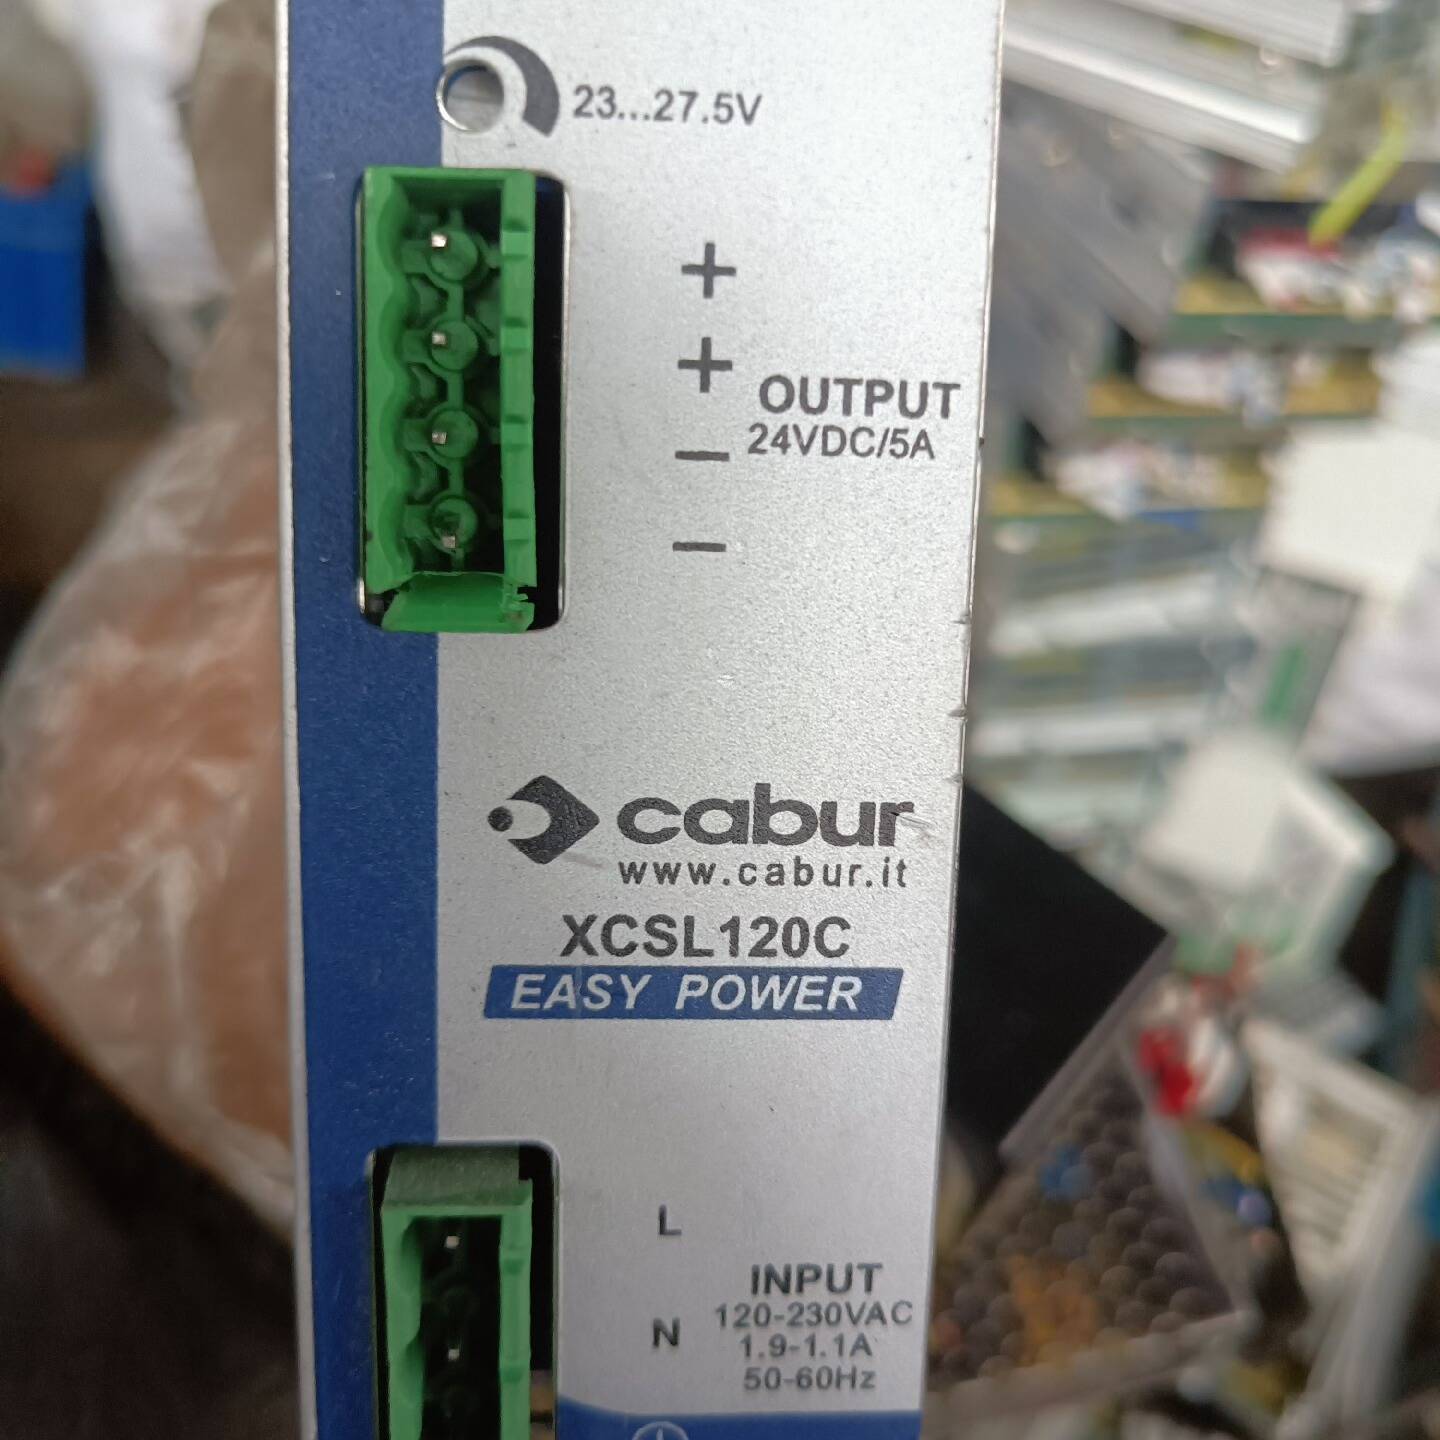 23...27.5V
+
+
OUTPUT
24VDC/5A
–
–
cabur
www.cabur.it
XCSL120C
EASY POWER
L
INPUT
120-230VAC
N
1.9-1.1A
50-60Hz